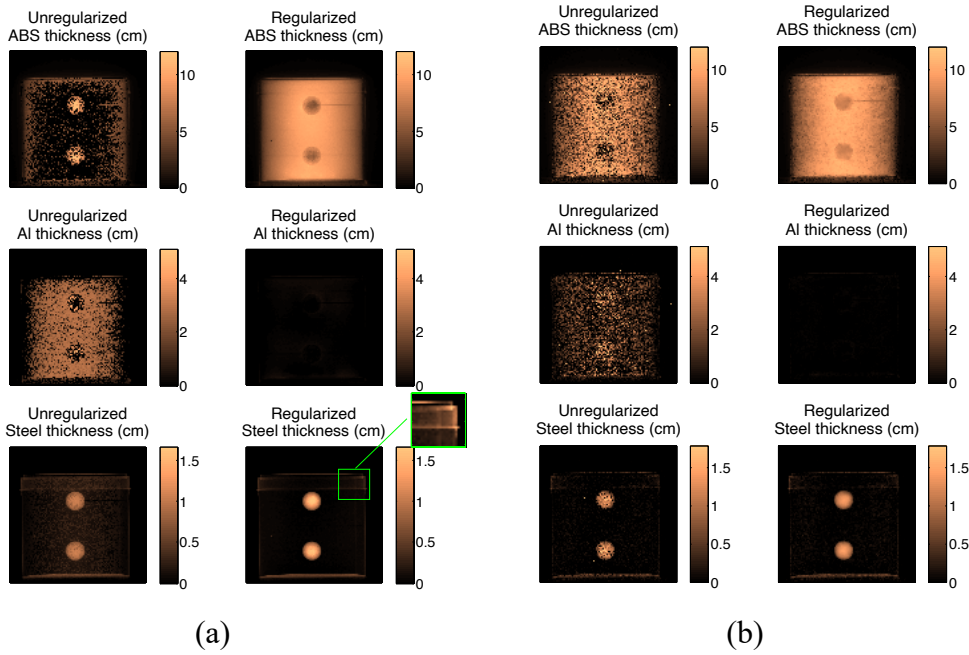 Unregularized
ABS thickness (cm)
10
5
0
Regularized
ABS thickness (cm)
10
5
0
Unregularized
Al thickness (cm)
4
2
0
Regularized
Al thickness (cm)
4
2
0
Unregularized
Steel thickness (cm)
1.5
1
0.5
0
Regularized
Steel thickness (cm)
1.5
1
0.5
0
(a)
Unregularized
ABS thickness (cm)
10
5
0
Regularized
ABS thickness (cm)
10
5
0
Unregularized
Al thickness (cm)
4
2
0
Regularized
Al thickness (cm)
4
2
0
Unregularized
Steel thickness (cm)
1.5
1
0.5
0
Regularized
Steel thickness (cm)
1.5
1
0.5
0
(b)